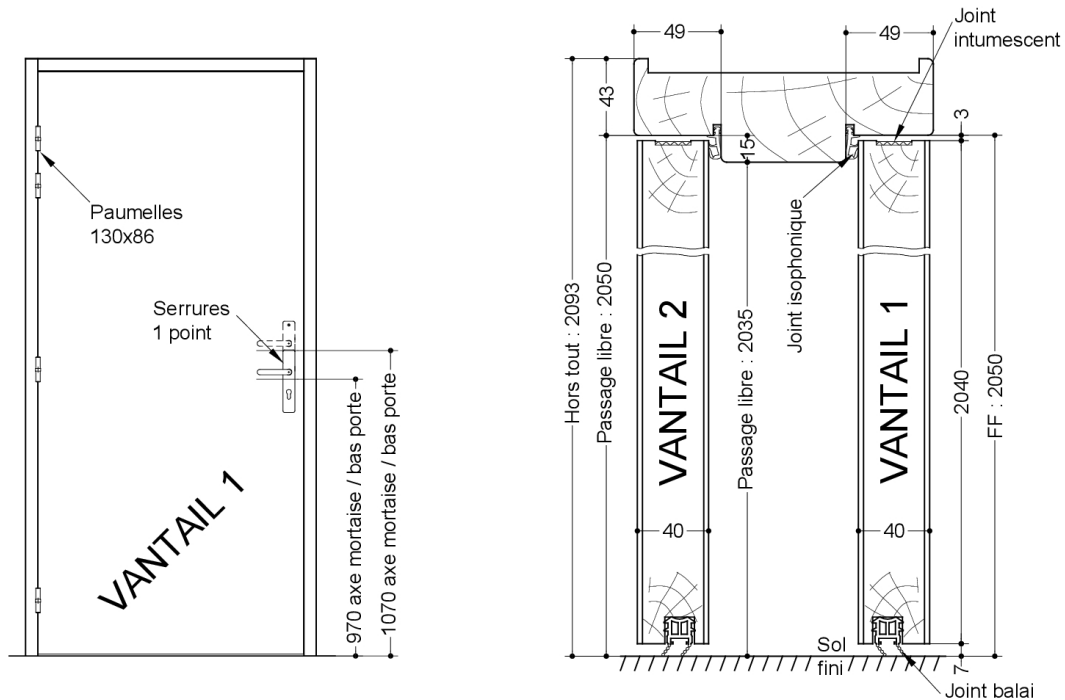 Paumelles
130x86
Serrures
1 point
VANTAIL 1
970 axe mortaise / bas porte
1070 axe mortaise / bas porte
49
49
Joint
intumescent
43
3
15
Hors tout : 2093
Passage libre : 2050
VANTAIL 2
Passage libre : 2035
Joint isophonique
VANTAIL 1
2040
FF : 2050
40
40
Sol
fini
7
Joint balai